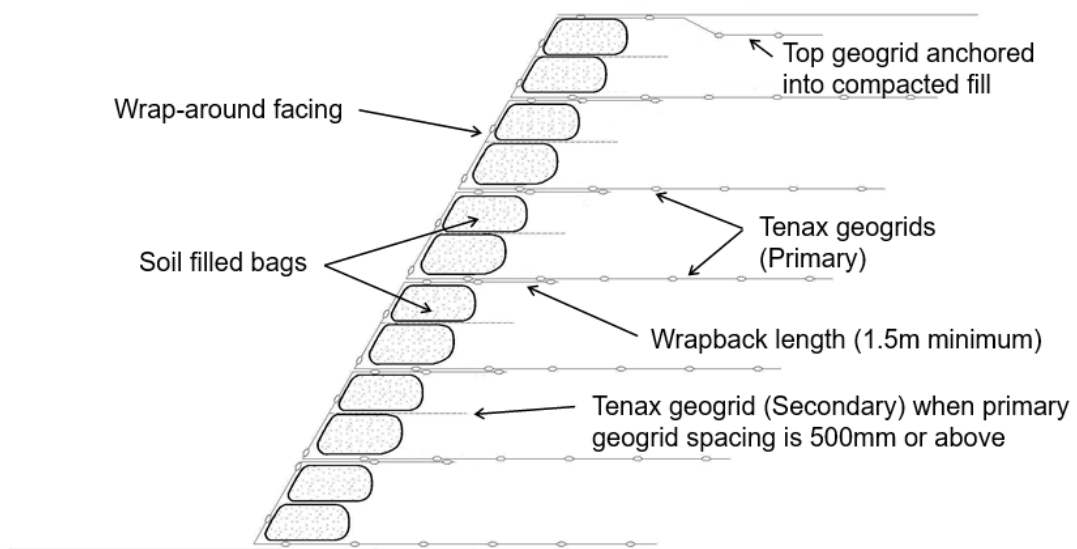 Top geogrid anchored
into compacted fill
Wrap-around facing
Tenax geogrids
(Primary)
Soil filled bags
Wrapback length (1.5m minimum)
Tenax geogrid (Secondary) when primary
geogrid spacing is 500mm or above